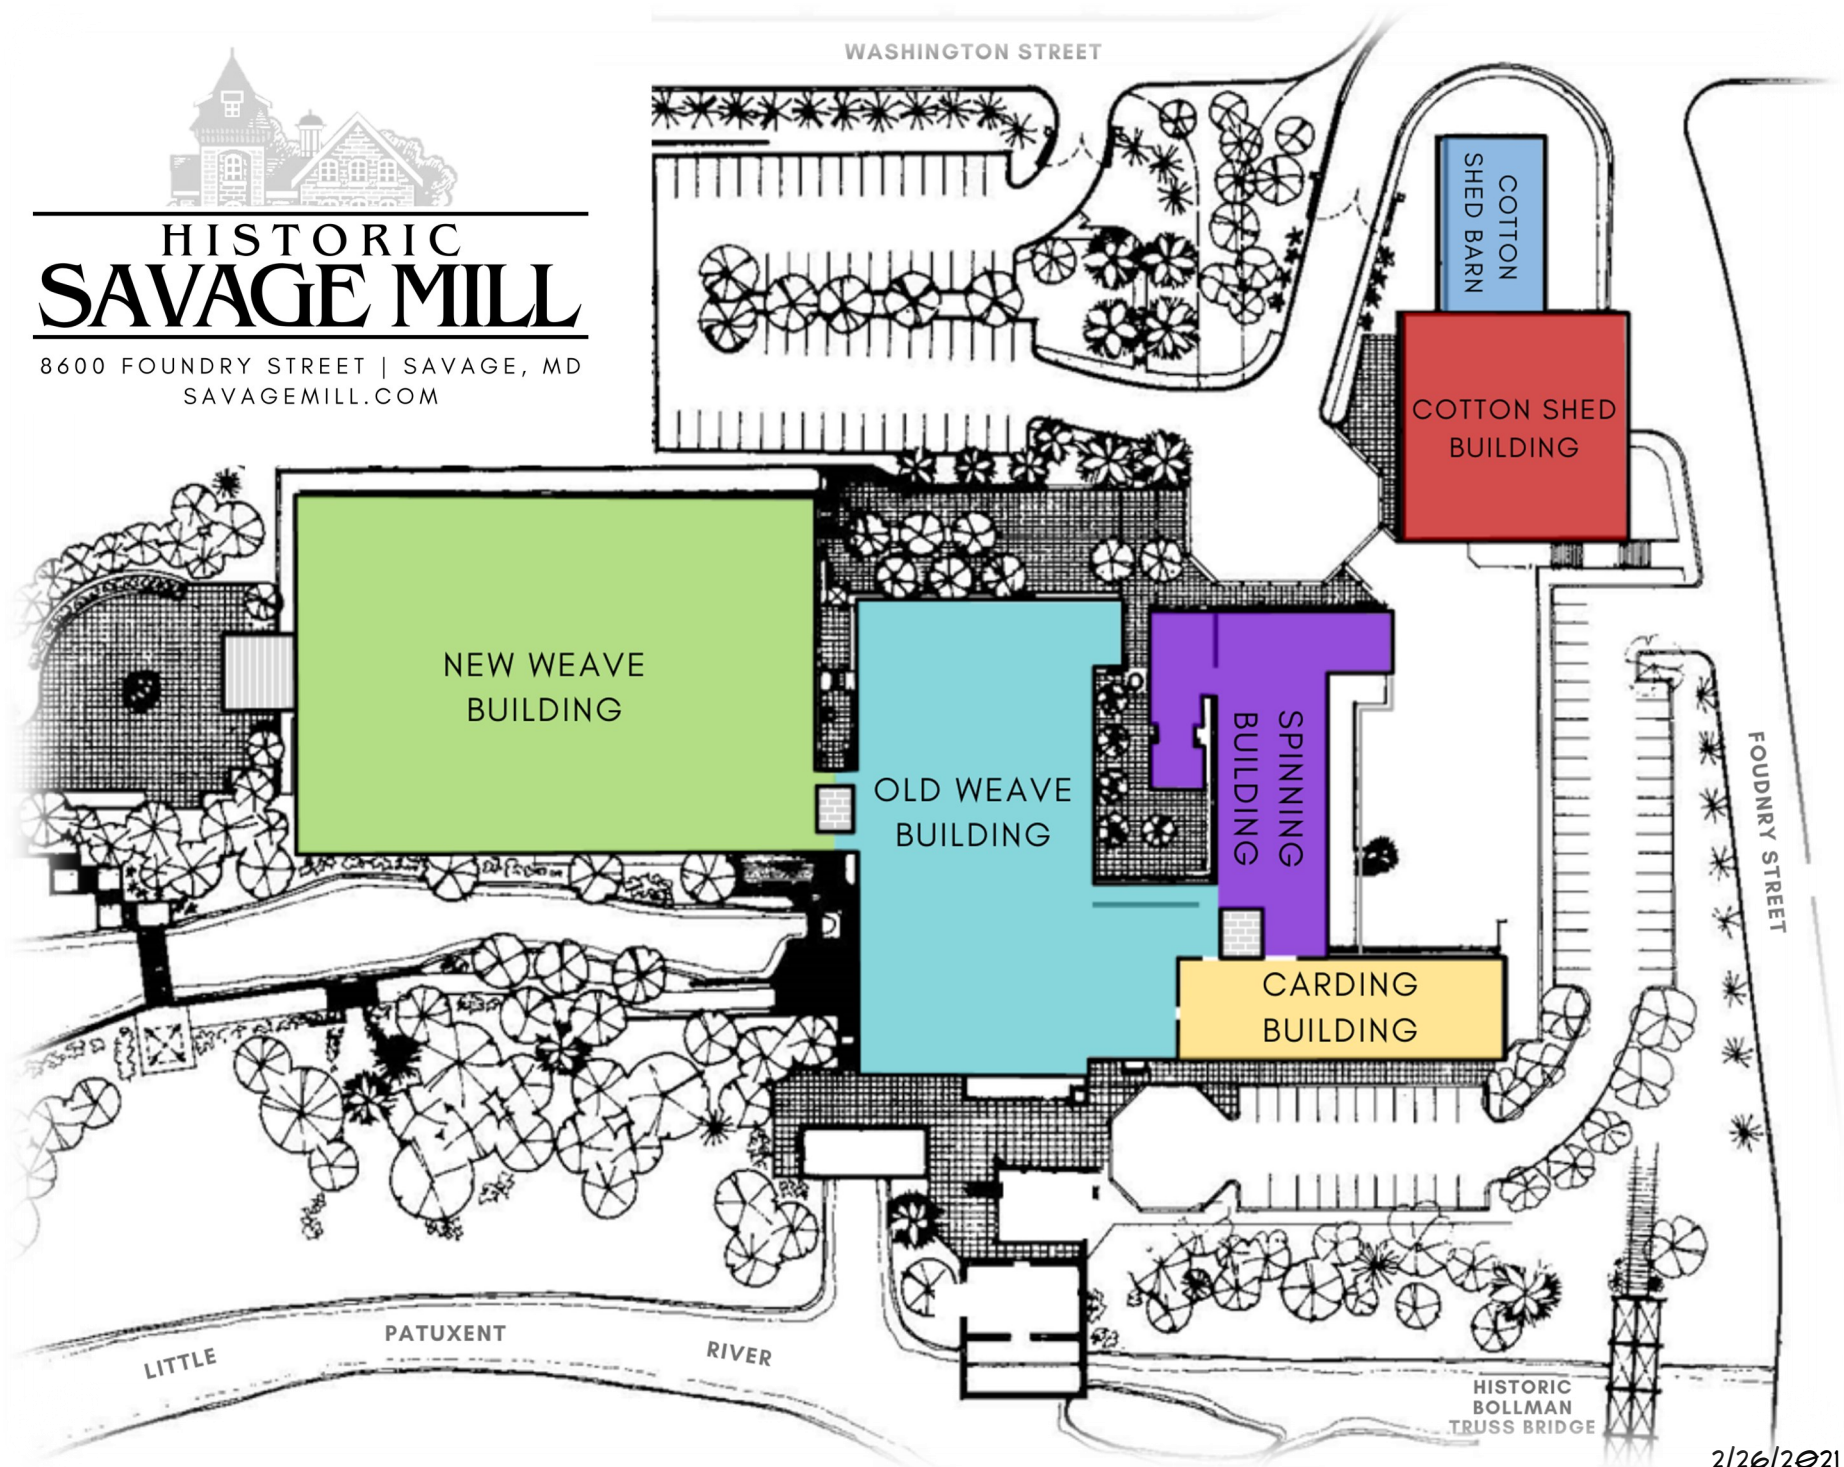 WASHINGTON STREET
HISTORIC
SAVAGE MILL
8600 FOUNDRY STREET | SAVAGE, MD
SAVAGEMILL.COM
COTTON
SHED BARN
COTTON SHED
BUILDING
NEW WEAVE
BUILDING
OLD WEAVE
BUILDING
SPINNING
BUILDING
CARDING
BUILDING
FOUDNRY STREET
LITTLE PATUXENT RIVER
HISTORIC
BOLLMAN
TRUSS BRIDGE
2/26/2021